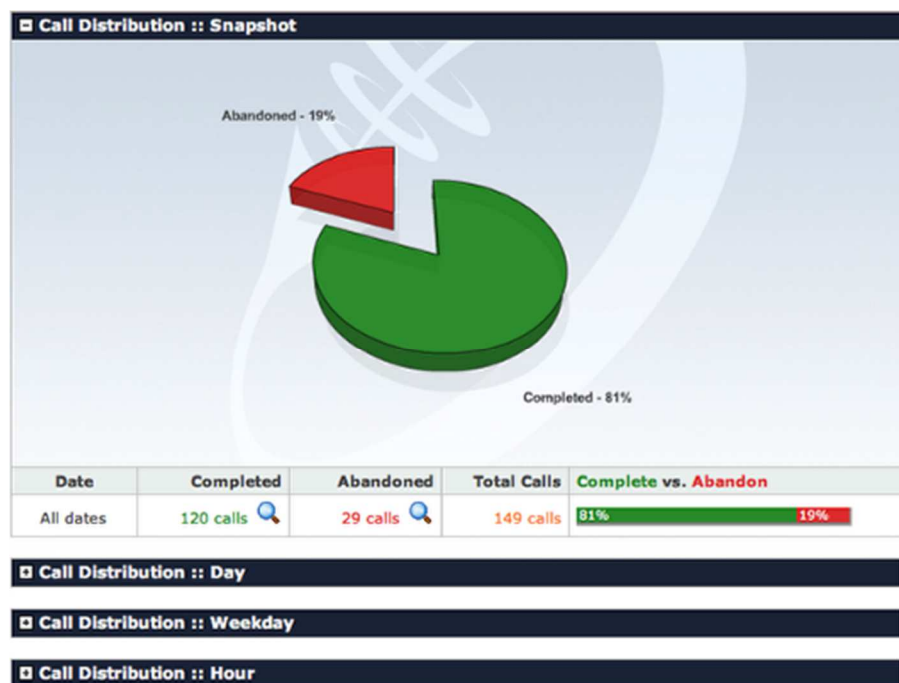 Call Distribution :: Snapshot
Abandoned - 19%
Completed - 81%
Date Completed Abandoned Total Calls Complete vs. Abandon
All dates 120 calls 29 calls 149 calls 81% 19%
Call Distribution :: Day
Call Distribution :: Weekday
Call Distribution :: Hour